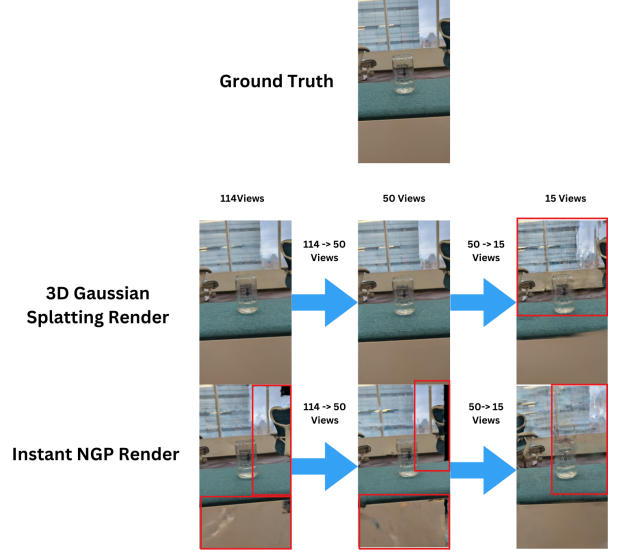 Ground Truth
114Views
50 Views
15 Views
114 -> 50
Views
50 -> 15
Views
3D Gaussian
Splatting Render
114 -> 50
Views
50-> 15
Views
Instant NGP Render